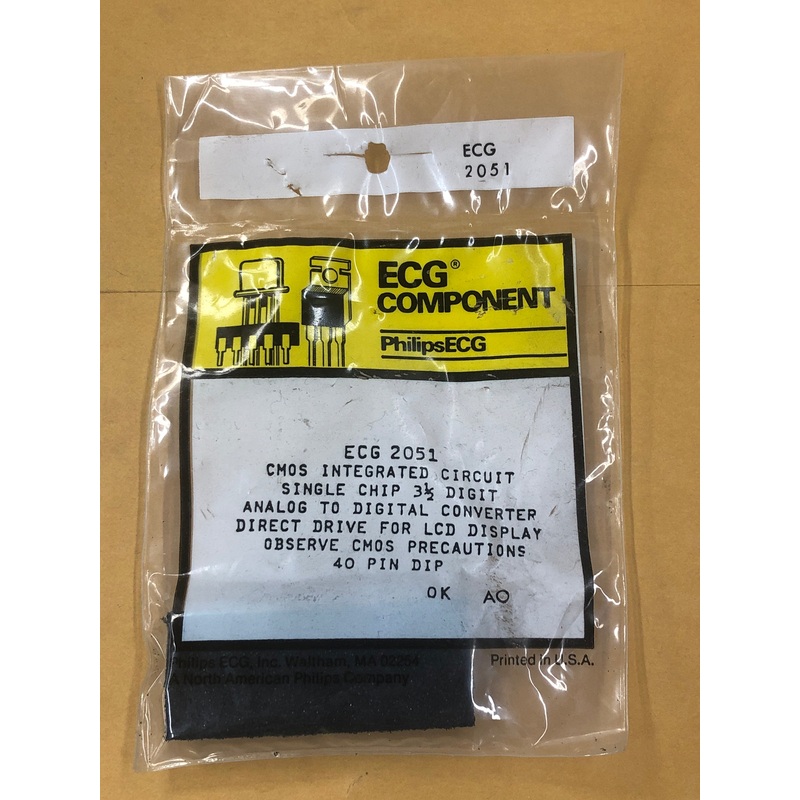 ECG
2051
ECG®
COMPONENT
PhilipsECG
ECG 2051
CMOS INTEGRATED CIRCUIT
SINGLE CHIP 3½ DIGIT
ANALOG TO DIGITAL CONVERTER
DIRECT DRIVE FOR LCD DISPLAY
OBSERVE CMOS PRECAUTIONS
40 PIN DIP
OK AO
Philips ECG, Inc. Waltham, MA 02254
A North American Philips Company
Printed in U.S.A.